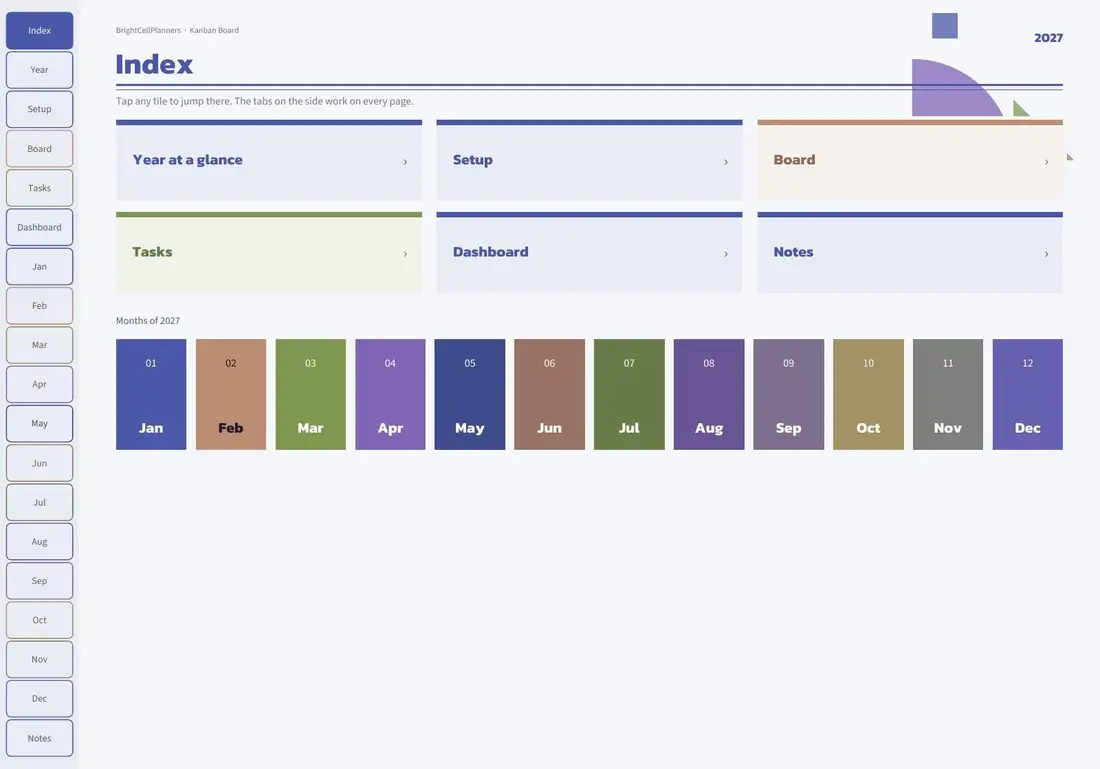 Index
Year
Setup
Board
Tasks
Dashboard
Jan
Feb
Mar
Apr
May
Jun
Jul
Aug
Sep
Oct
Nov
Dec
Notes
BrightCellPlanners · Kanban Board
2027
Index
Tap any tile to jump there. The tabs on the side work on every page.
Year at a glance ›
Setup ›
Board ›
Tasks ›
Dashboard ›
Notes ›
Months of 2027
01 02 03 04 05 06 07 08 09 10 11 12
Jan Feb Mar Apr May Jun Jul Aug Sep Oct Nov Dec